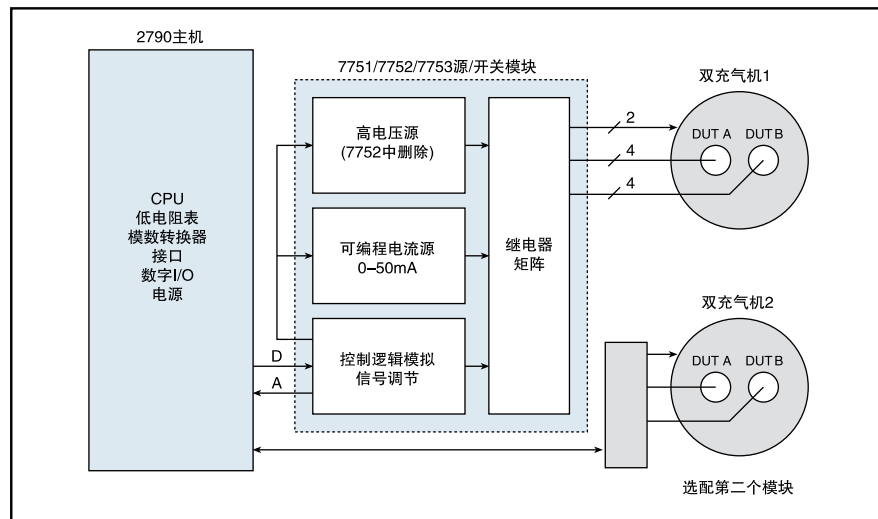 2790主机
CPU
低电阻表
模数转换器
接口
数字I/O
电源
D
A
7751/7752/7753源/开关模块
高电压源
(7752中删除)
可编程电流源
0–50mA
控制逻辑模拟
信号调节
继电器
矩阵
2
4
4
双充气机1
DUT A
DUT B
双充气机2
DUT A
DUT B
选配第二个模块